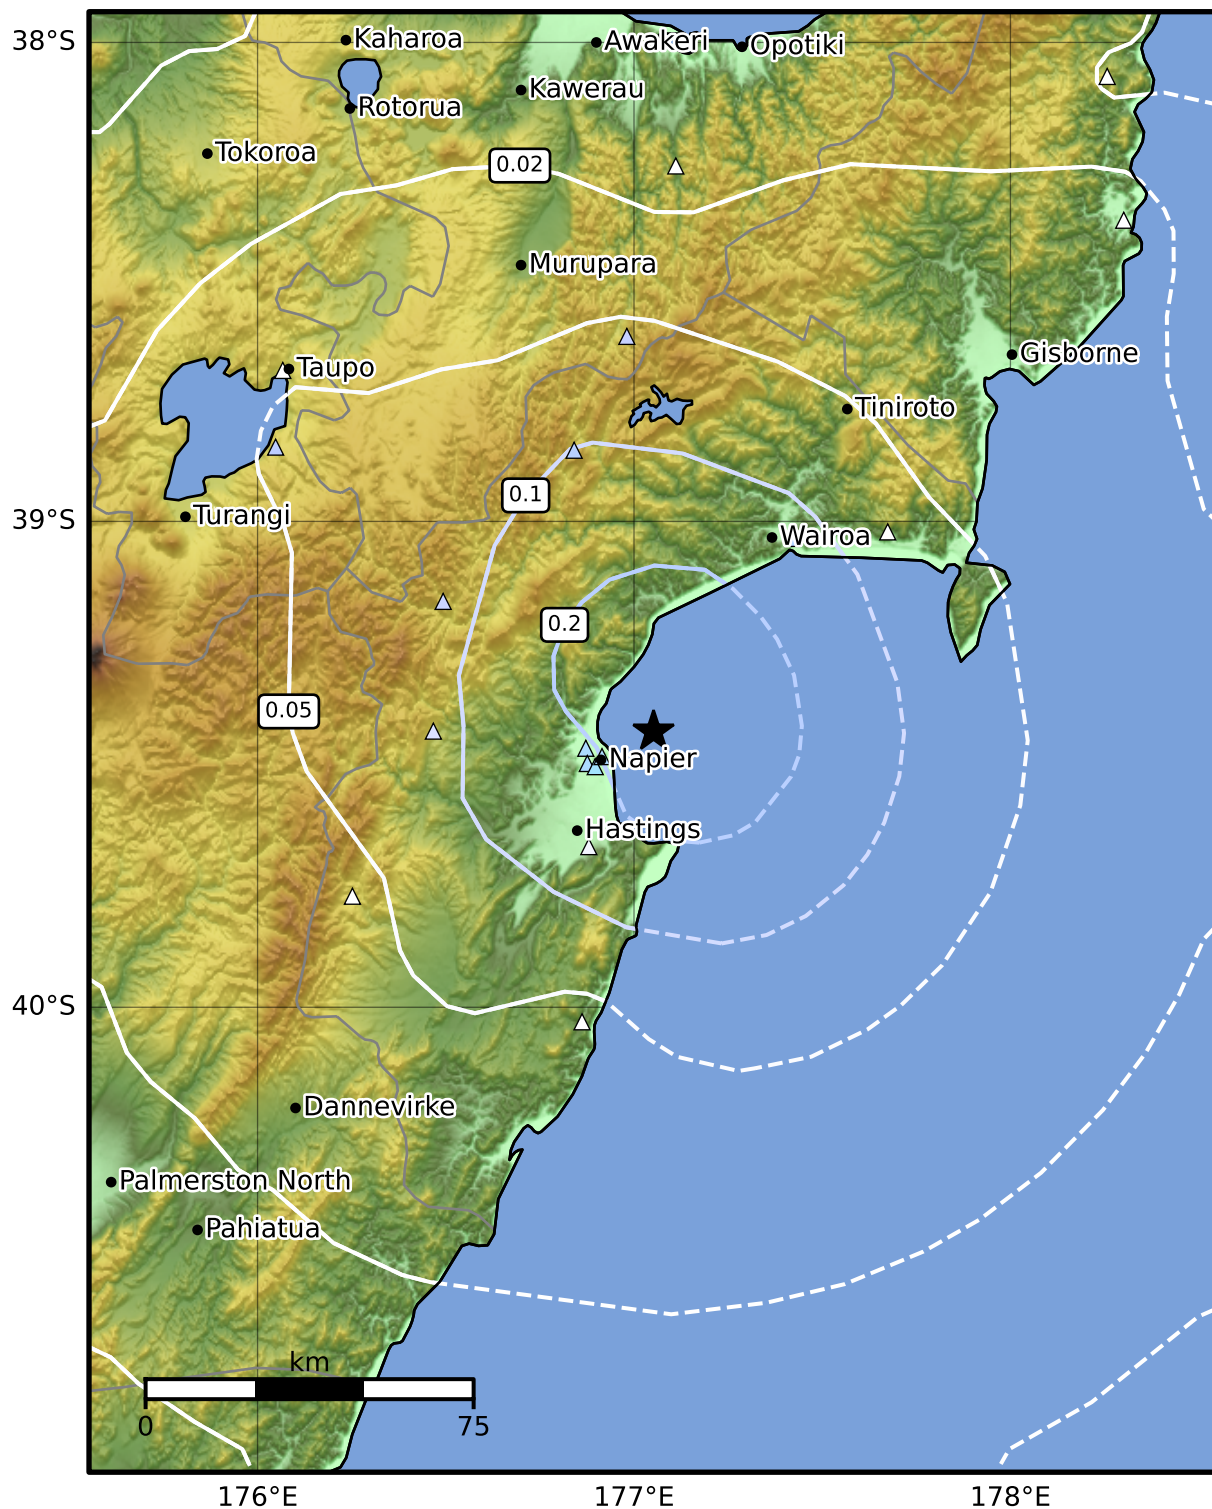 38°S
Kaharoa
Awakeri
Opotiki
Kawerau
Rotorua
Tokoroa
0.02
Murupara
Gisborne
Taupo
Tiniroto
0.1
39°S
Turangi
Wairoa
0.2
0.05
Napier
Hastings
40°S
Dannevirke
Palmerston North
Pahiatua
km
0
75
176°E
177°E
178°E